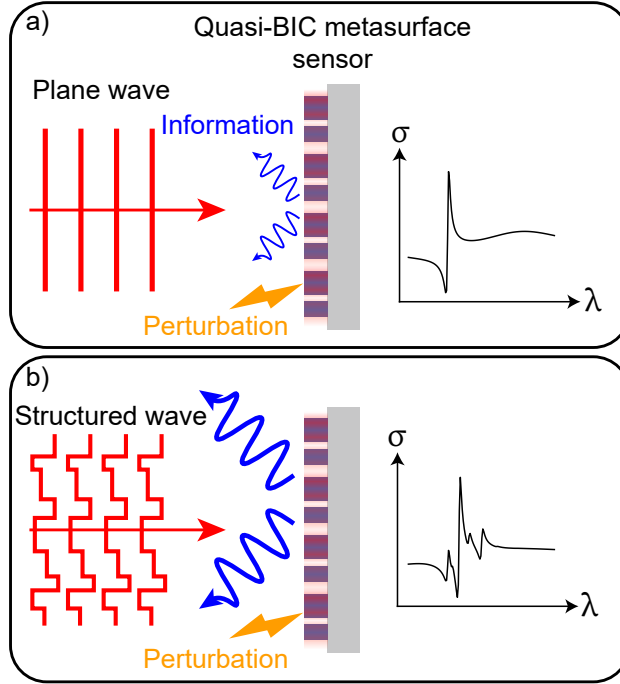 a)
Quasi-BIC metasurface
sensor
Plane wave
Information
σ
λ
Perturbation
b)
Structured wave
σ
λ
Perturbation